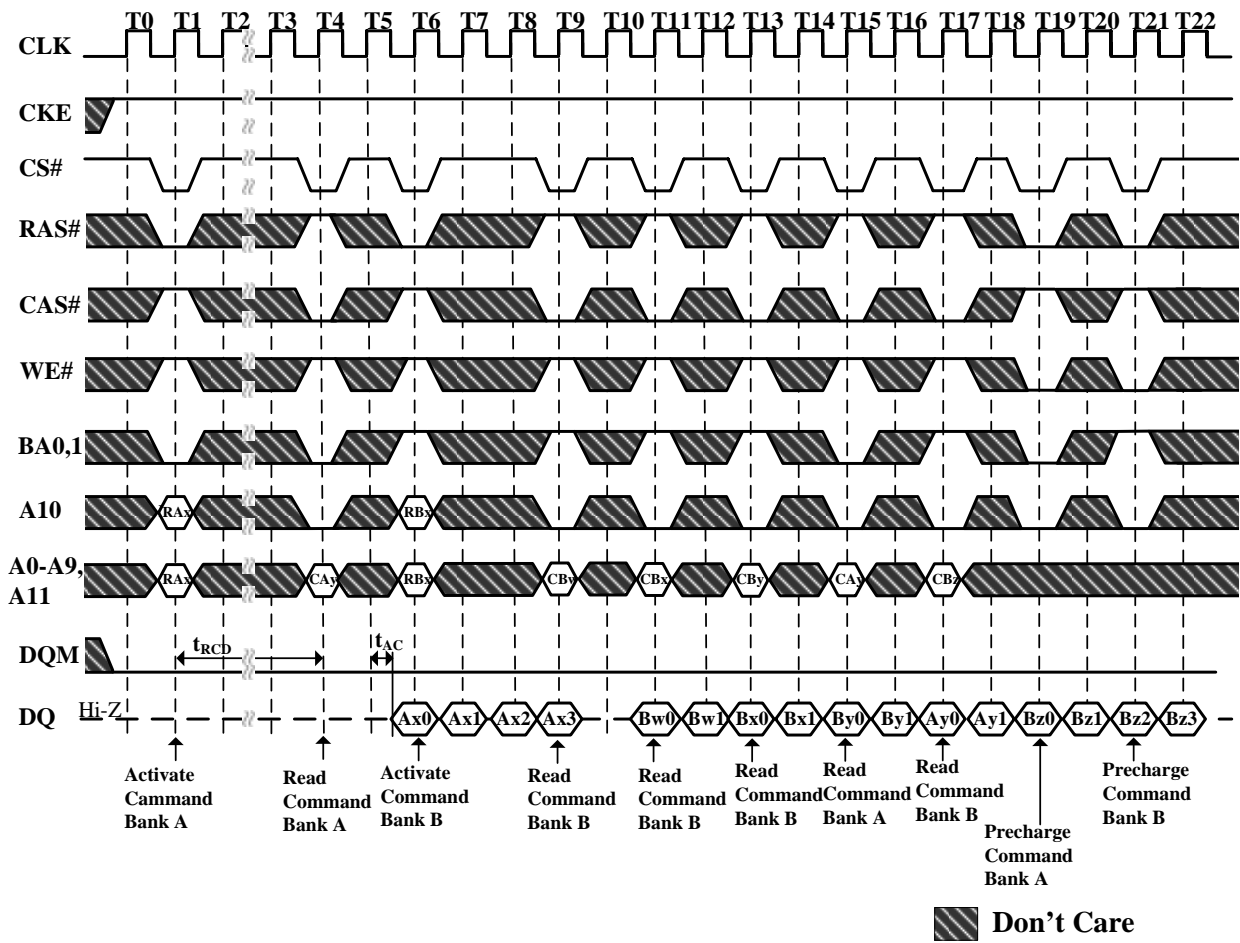 T0 T1 T2 T3 T4 T5 T6 T7 T8 T9 T10 T11 T12 T13 T14 T15 T16 T17 T18 T19 T20 T21 T22
CLK
CKE
CS#
RAS#
CAS#
WE#
BA0,1
A10 RAx RBx
A0-A9,
A11
RAx CAy RBx CBw CBx CBy CAy CBz
DQM tRCD tAC
DQ Hi-Z Ax0 Ax1 Ax2 Ax3 Bw0 Bw1 Bx0 Bx1 By0 By1 Ay0 Ay1 Bz0 Bz1 Bz2 Bz3
Activate
Cammand
Bank A
Read
Command
Bank A
Activate
Command
Bank B
Read
Command
Bank B
Read
Command
Bank B
Read
Command
Bank B
Read
Command
Bank A
Read
Command
Bank B
Precharge
Command
Bank A
Precharge
Command
Bank B
Don't Care